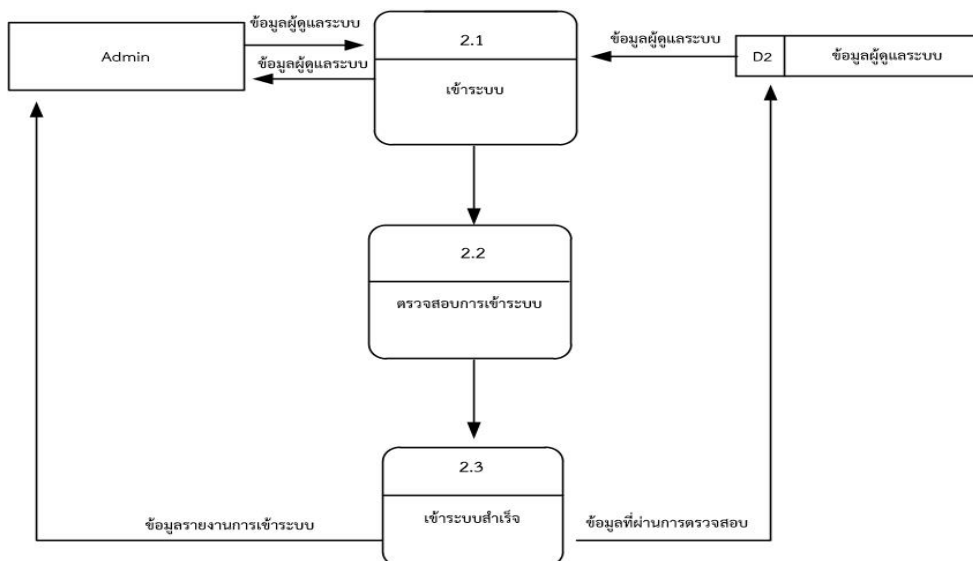 ข้อมูลผู้ดูแลระบบ
Admin
ข้อมูลผู้ดูแลระบบ
2.1
เข้าระบบ
ข้อมูลผู้ดูแลระบบ
D2
ข้อมูลผู้ดูแลระบบ
2.2
ตรวจสอบการเข้าระบบ
2.3
เข้าระบบสำเร็จ
ข้อมูลรายงานการเข้าระบบ
ข้อมูลที่ผ่านการตรวจสอบ